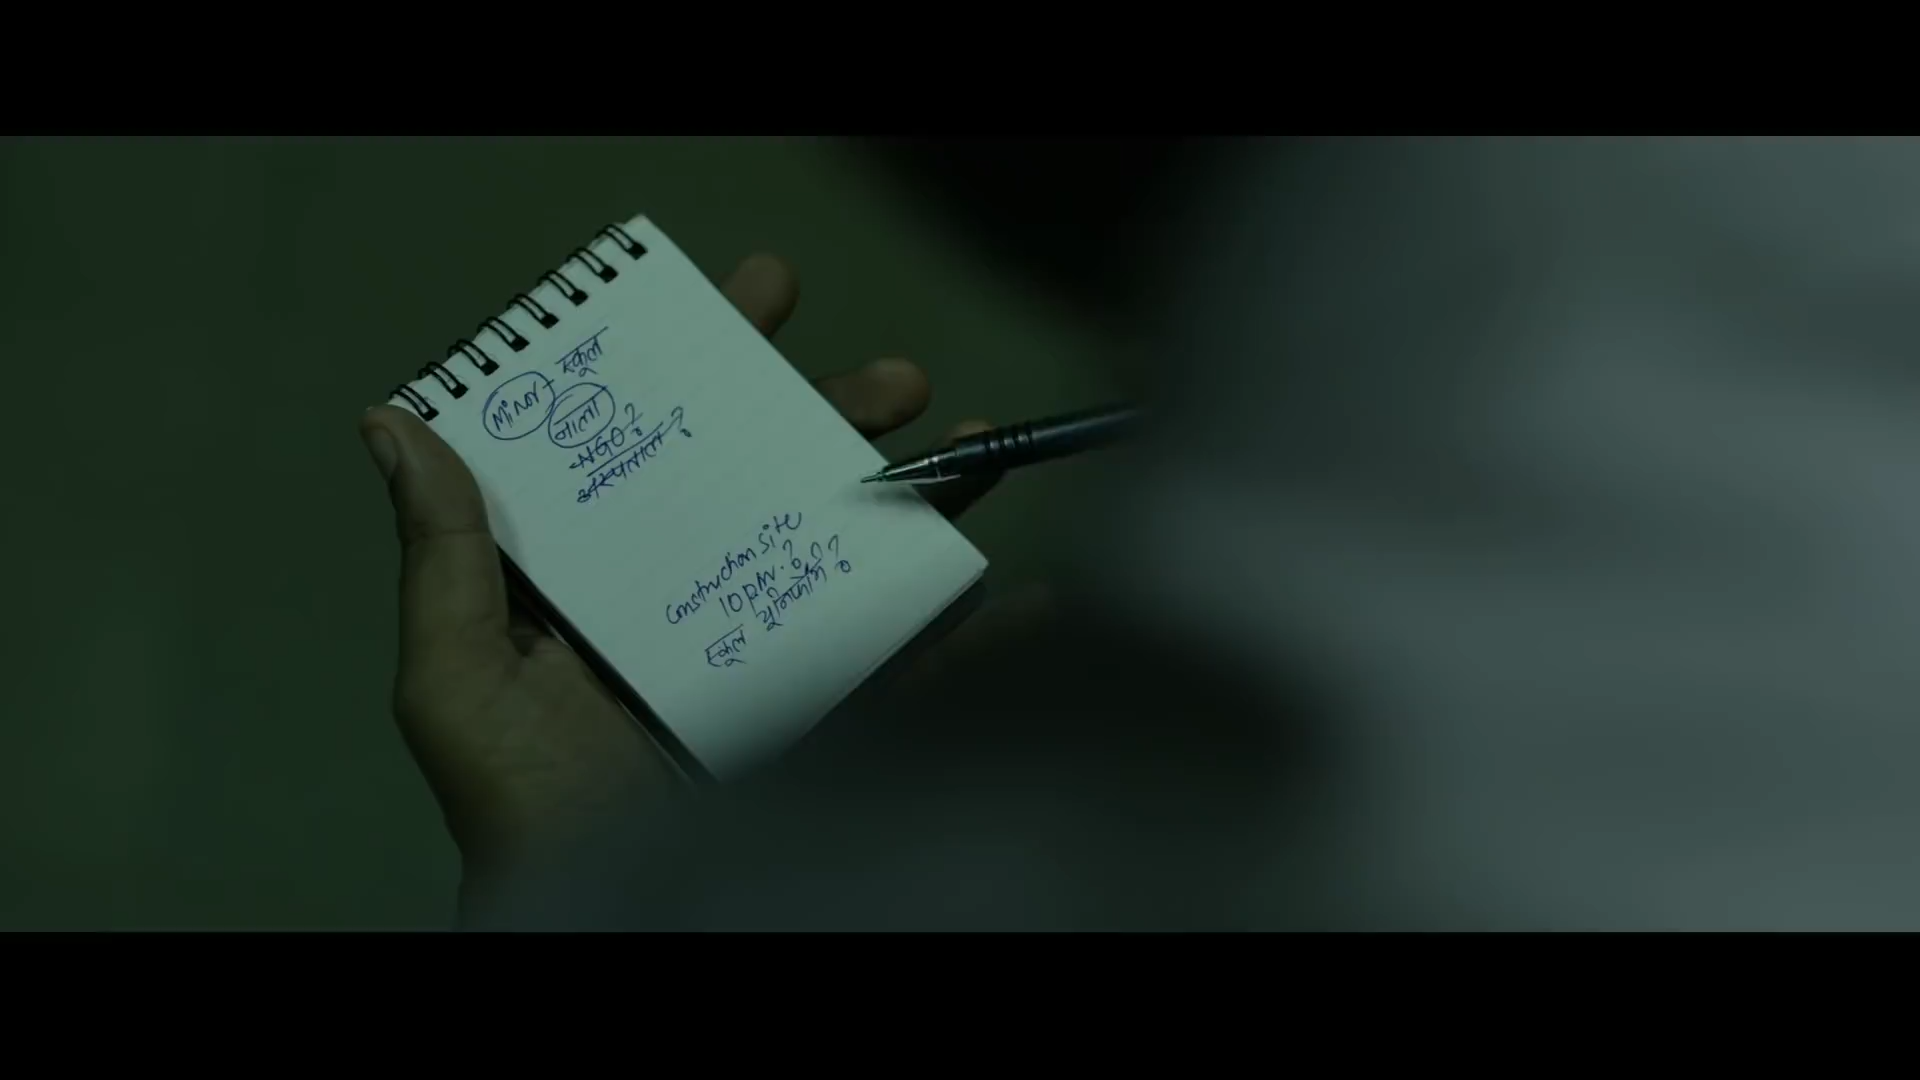 Minor - स्कूल
नाला
NGO?
अस्पताल?
Construction Site
10 P.M.?
स्कूल यूनिफॉर्म?